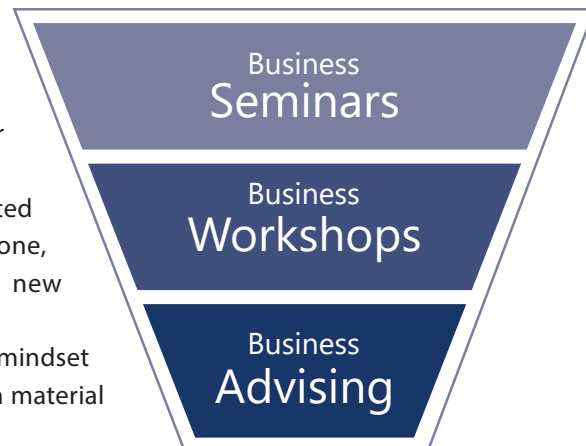 Business
Seminars
r
ted
Business
one,
Workshops
new
mindset
Business
material
Advising